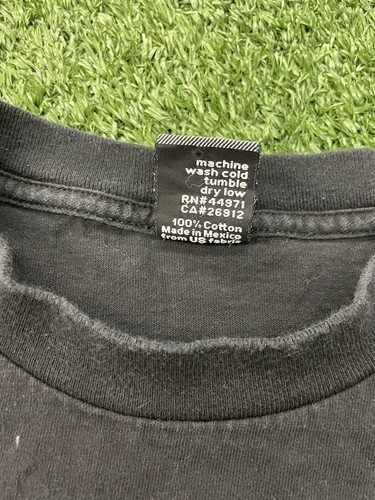 machine
wash cold
tumble
dry low
RN#44971
CA#26912
100% Cotton
Made in Mexico
from US fabric